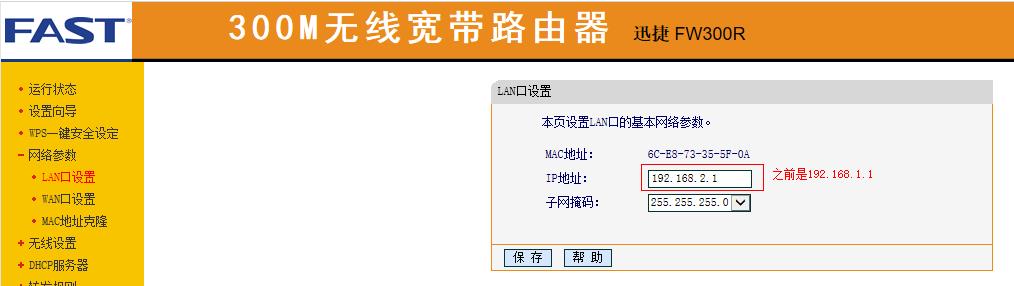 FAST®
300M无线宽带路由器 迅捷 FW300R
运行状态
设置向导
WPS一键安全设定
网络参数
LAN口设置
WAN口设置
MAC地址克隆
无线设置
DHCP服务器
转发规则
LAN口设置
本页设置LAN口的基本网络参数。
MAC地址: 6C-E8-73-35-5F-0A
IP地址: 192.168.2.1 之前是192.168.1.1
子网掩码: 255.255.255.0
保存 帮助